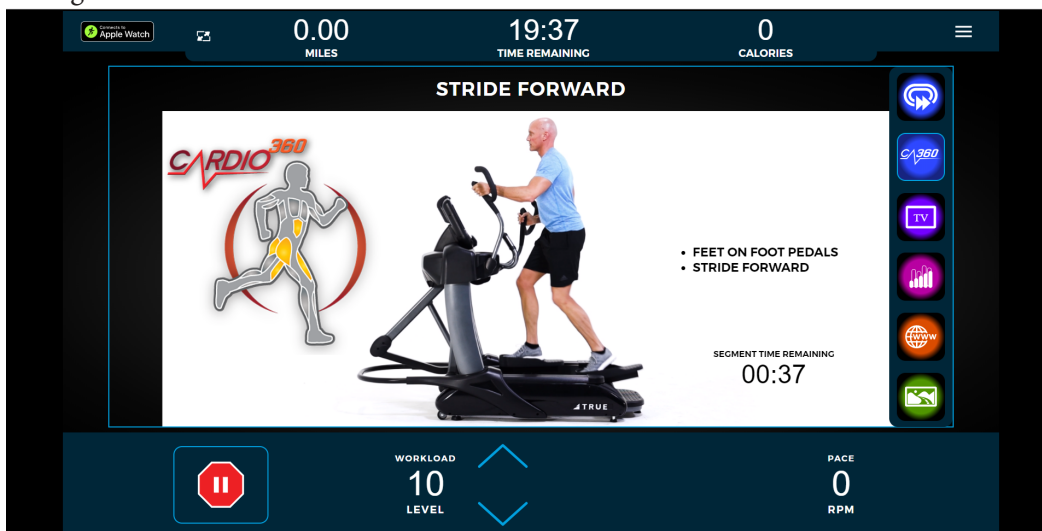 Connects to
Apple Watch
0.00
MILES
19:37
TIME REMAINING
0
CALORIES
STRIDE FORWARD
CARDIO 360
C 360
TV
WWW
• FEET ON FOOT PEDALS
• STRIDE FORWARD
SEGMENT TIME REMAINING
00:37
TRUE
WORKLOAD
10
LEVEL
PACE
0
RPM